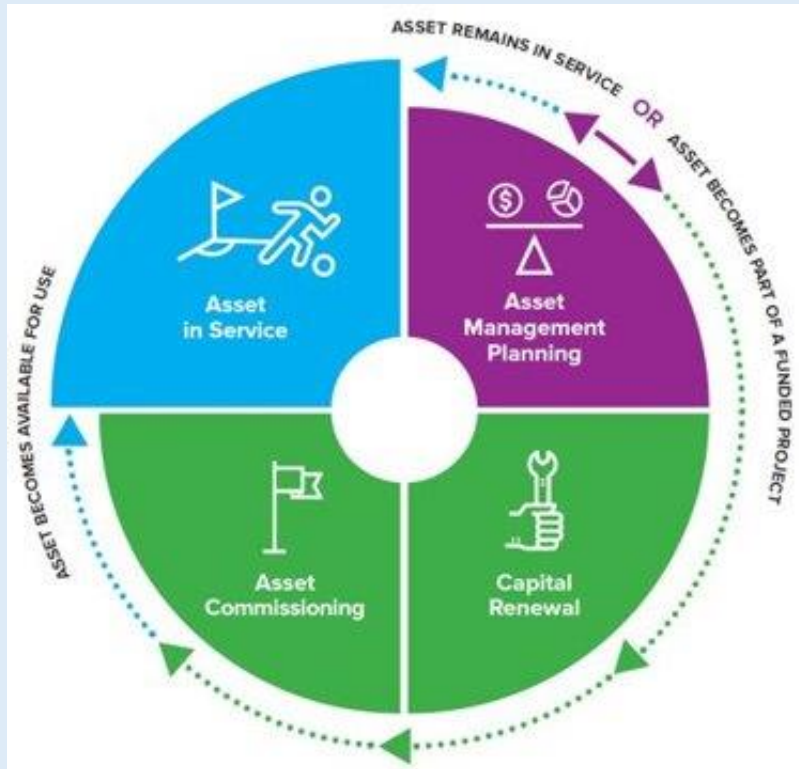 ASSET REMAINS IN SERVICE OR ASSET BECOMES PART OF A FUNDED PROJECT
$
Asset
in Service
Asset
Management
Planning
ASSET BECOMES AVAILABLE FOR USE
Asset
Commissioning
Capital
Renewal